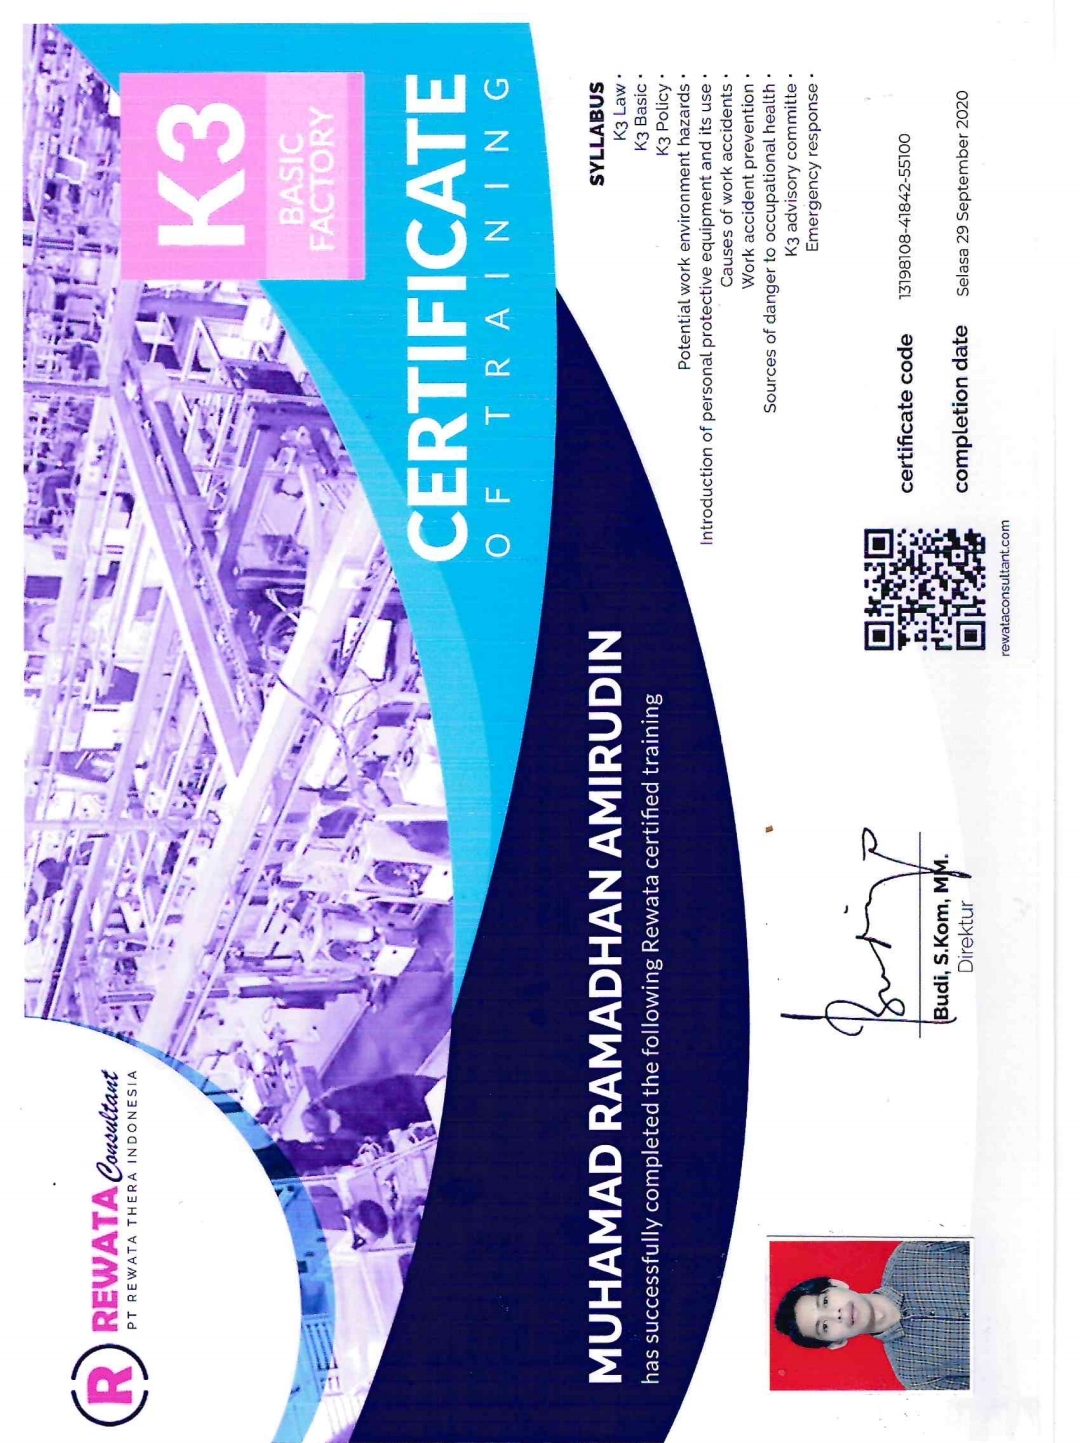 R REWATA Consultant
PT REWATA THERA INDONESIA
K3
BASIC
FACTORY
CERTIFICATE
OF TRAINING
MUHAMAD RAMADHAN AMIRUDIN
has successfully completed the following Rewata certified training
SYLLABUS
K3 Law •
K3 Basic •
K3 Policy •
Potential work environment hazards •
Introduction of personal protective equipment and its use •
Causes of work accidents •
Work accident prevention •
Sources of danger to occupational health •
K3 advisory committe •
Emergency response •
Budi, S.Kom, MM.
Direktur
rewataconsultant.com
certificate code 13198108-41842-55100
completion date Selasa 29 September 2020